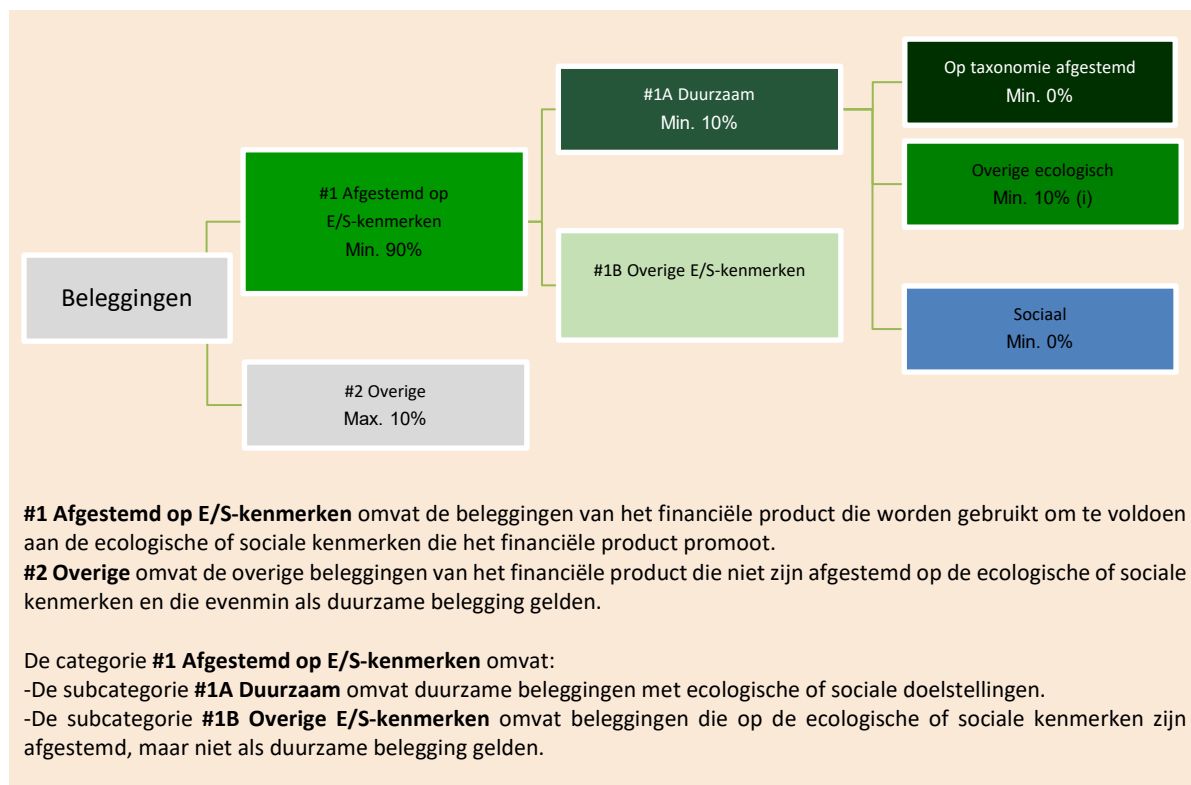 Beleggingen
#1 Afgestemd op
E/S-kenmerken
Min. 90%
#2 Overige
Max. 10%
#1A Duurzaam
Min. 10%
#1B Overige E/S-kenmerken
Op taxonomie afgestemd
Min. 0%
Overige ecologisch
Min. 10% (i)
Sociaal
Min. 0%
#1 Afgestemd op E/S-kenmerken omvat de beleggingen van het financiële product die worden gebruikt om te voldoen
aan de ecologische of sociale kenmerken die het financiële product promoot.
#2 Overige omvat de overige beleggingen van het financiële product die niet zijn afgestemd op de ecologische of sociale
kenmerken en die evenmin als duurzame belegging gelden.
De categorie #1 Afgestemd op E/S-kenmerken omvat:
-De subcategorie #1A Duurzaam omvat duurzame beleggingen met ecologische of sociale doelstellingen.
-De subcategorie #1B Overige E/S-kenmerken omvat beleggingen die op de ecologische of sociale kenmerken zijn
afgestemd, maar niet als duurzame belegging gelden.